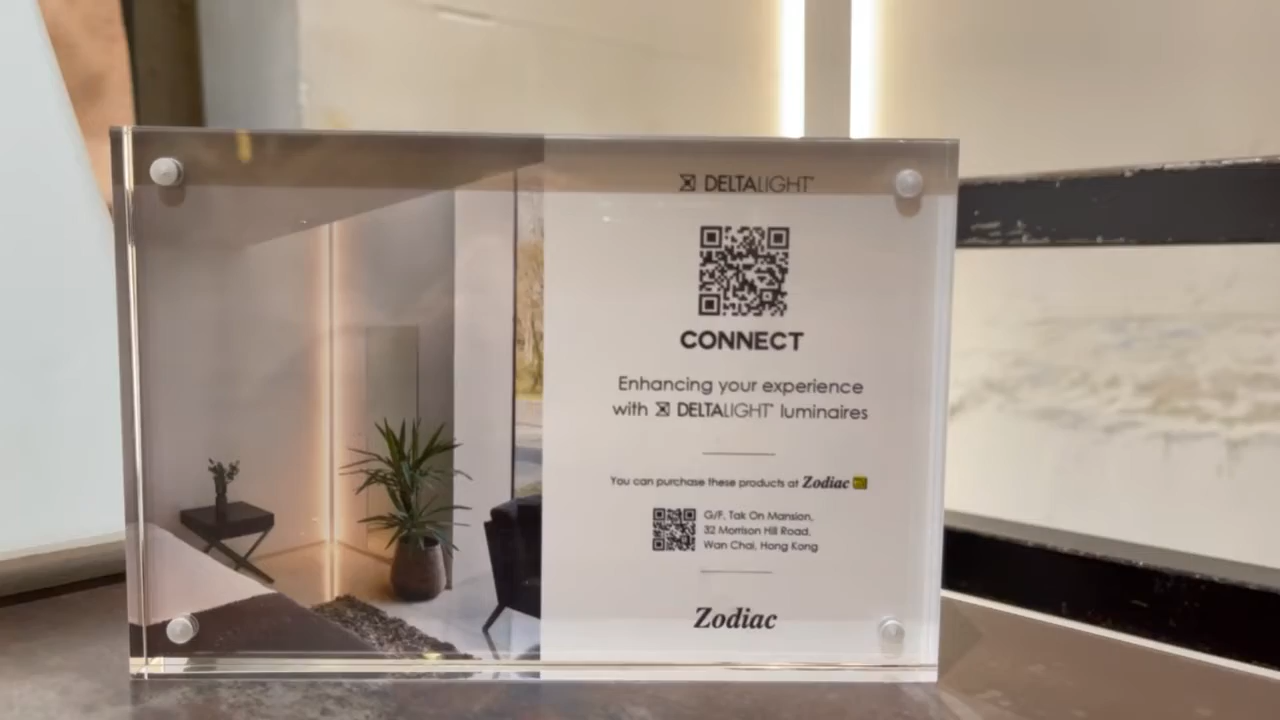 DELTALIGHT
CONNECT
Enhancing your experience
with DELTALIGHT luminaires
You can purchase these products at Zodiac
G/F, Tak On Mansion,
32 Morrison Hill Road,
Wan Chai, Hong Kong
Zodiac